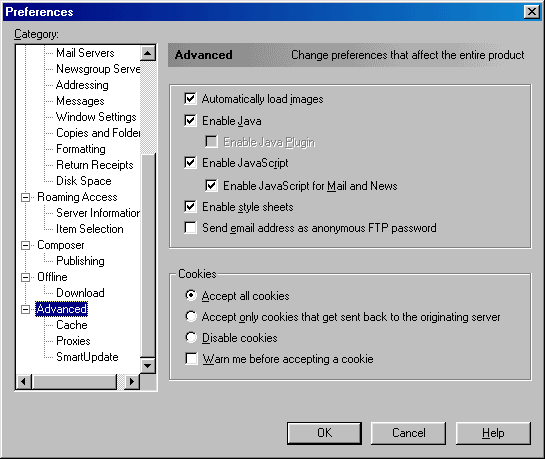 Preferences
Category:
Mail Servers
Newsgroup Serve
Addressing
Messages
Window Settings
Copies and Folder
Formatting
Return Receipts
Disk Space
Roaming Access
Server Information
Item Selection
Composer
Publishing
Offline
Download
Advanced
Cache
Proxies
SmartUpdate
Advanced Change preferences that affect the entire product
Automatically load images
Enable Java
Enable Java Plugin
Enable JavaScript
Enable JavaScript for Mail and News
Enable style sheets
Send email address as anonymous FTP password
Cookies
Accept all cookies
Accept only cookies that get sent back to the originating server
Disable cookies
Warn me before accepting a cookie
OK Cancel Help